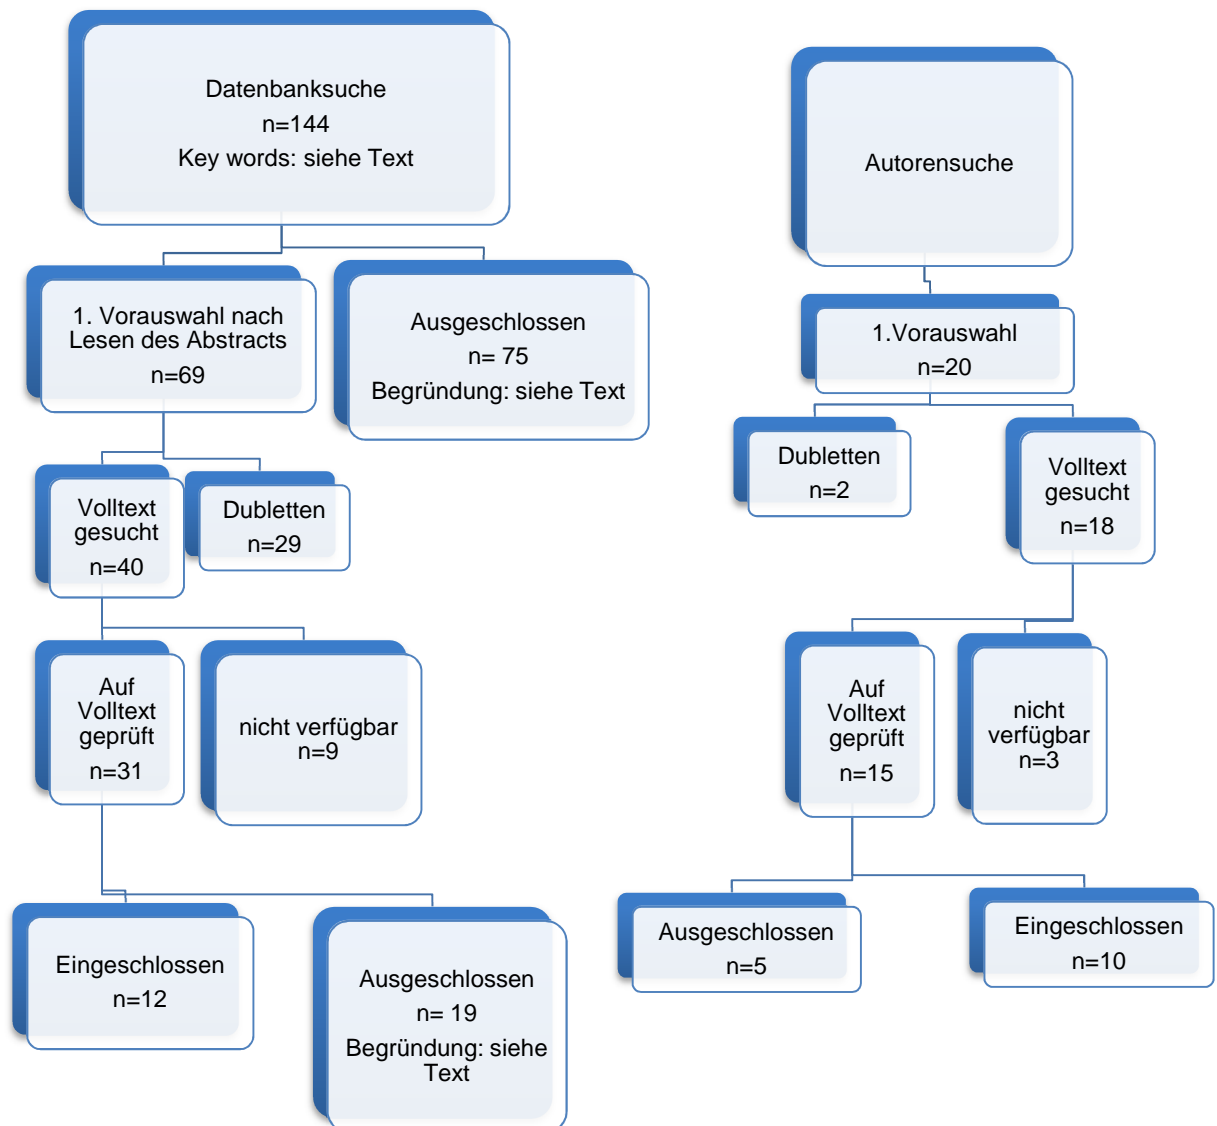 Datenbanksuche
n=144
Key words: siehe Text
1. Vorauswahl nach
Lesen des Abstracts
n=69
Ausgeschlossen
n= 75
Begründung: siehe Text
Volltext
gesucht
n=40
Dubletten
n=29
Auf
Volltext
geprüft
n=31
nicht verfügbar
n=9
Eingeschlossen
n=12
Ausgeschlossen
n= 19
Begründung: siehe
Text
Autorensuche
1.Vorauswahl
n=20
Dubletten
n=2
Volltext
gesucht
n=18
Auf
Volltext
geprüft
n=15
nicht
verfügbar
n=3
Ausgeschlossen
n=5
Eingeschlossen
n=10